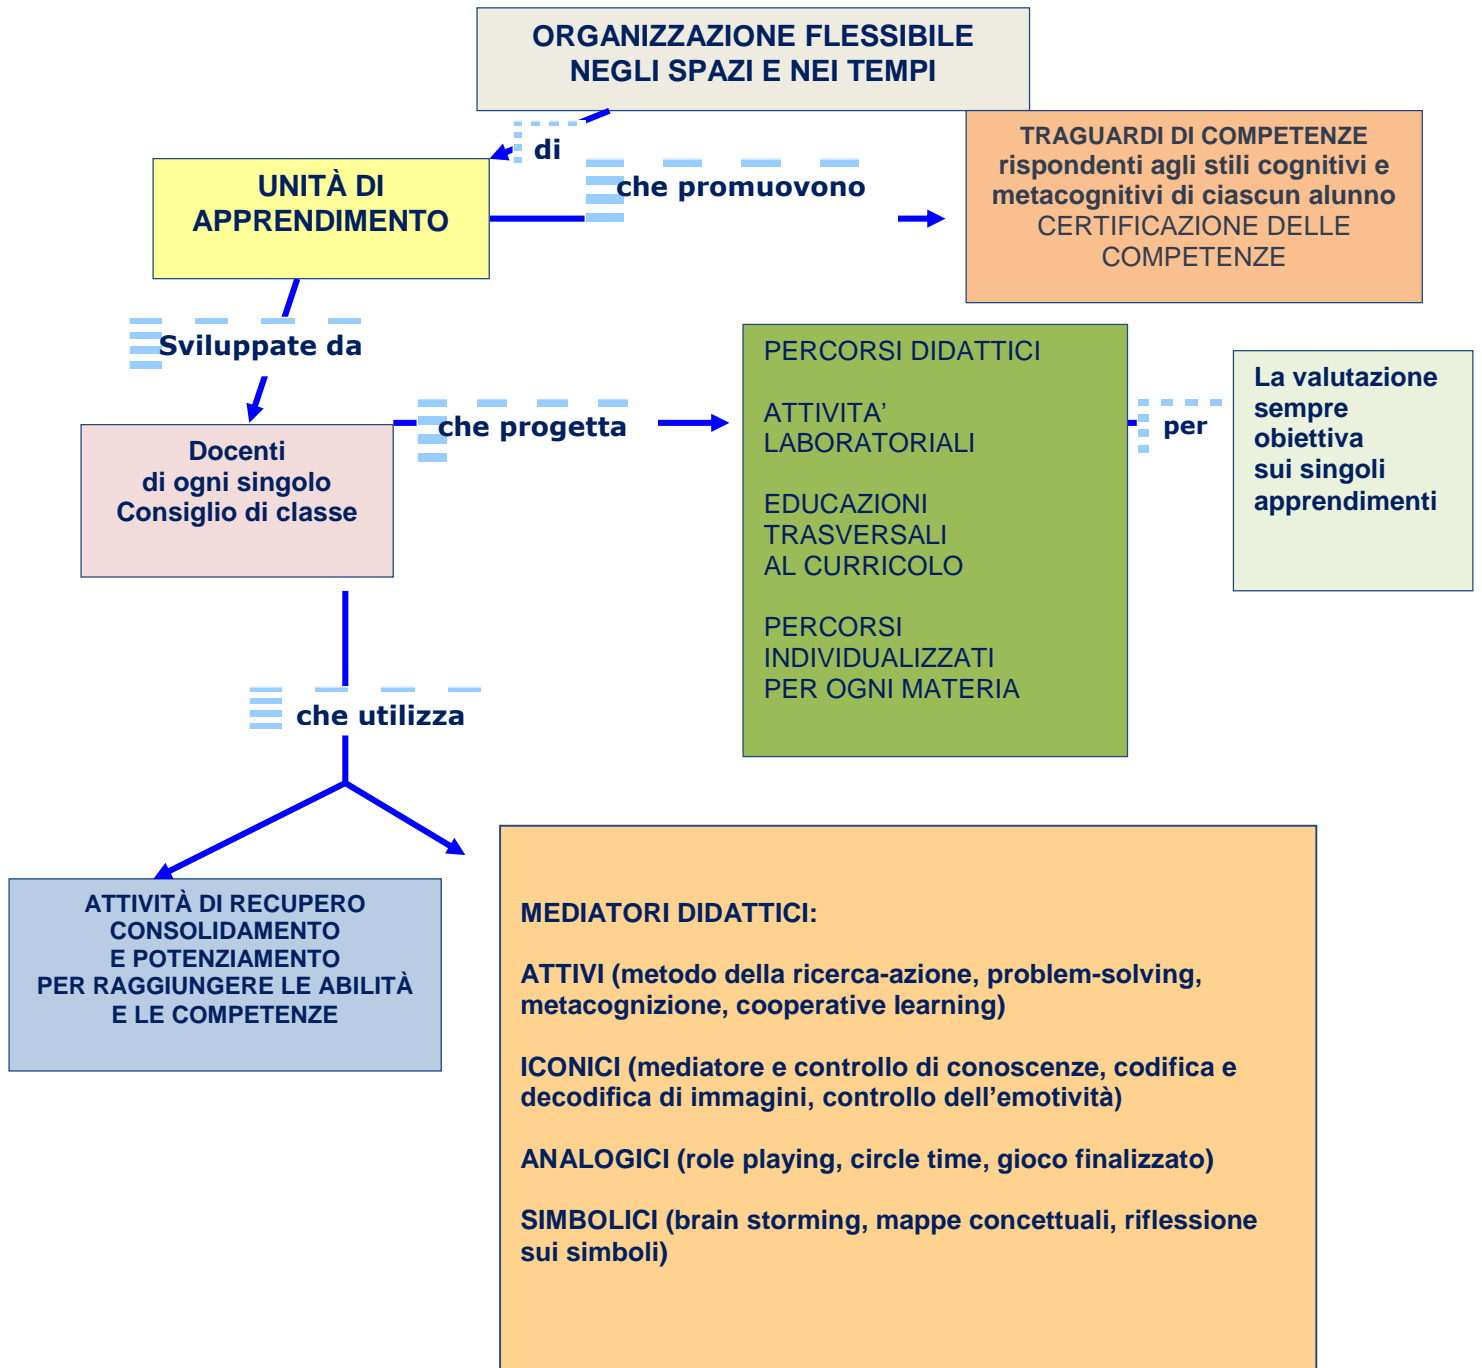 ORGANIZZAZIONE FLESSIBILE
NEGLI SPAZI E NEI TEMPI
di
UNITÀ DI
APPRENDIMENTO
che promuovono
TRAGUARDI DI COMPETENZE
rispondenti agli stili cognitivi e
metacognitivi di ciascun alunno
CERTIFICAZIONE DELLE
COMPETENZE
Sviluppate da
Docenti
di ogni singolo
Consiglio di classe
che progetta
PERCORSI DIDATTICI
ATTIVITA’
LABORATORIALI
EDUCAZIONI
TRASVERSALI
AL CURRICOLO
PERCORSI
INDIVIDUALIZZATI
PER OGNI MATERIA
per
La valutazione
sempre
obiettiva
sui singoli
apprendimenti
che utilizza
ATTIVITÀ DI RECUPERO
CONSOLIDAMENTO
E POTENZIAMENTO
PER RAGGIUNGERE LE ABILITÀ
E LE COMPETENZE
MEDIATORI DIDATTICI:
ATTIVI (metodo della ricerca-azione, problem-solving,
metacognizione, cooperative learning)
ICONICI (mediatore e controllo di conoscenze, codifica e
decodifica di immagini, controllo dell’emotività)
ANALOGICI (role playing, circle time, gioco finalizzato)
SIMBOLICI (brain storming, mappe concettuali, riflessione
sui simboli)